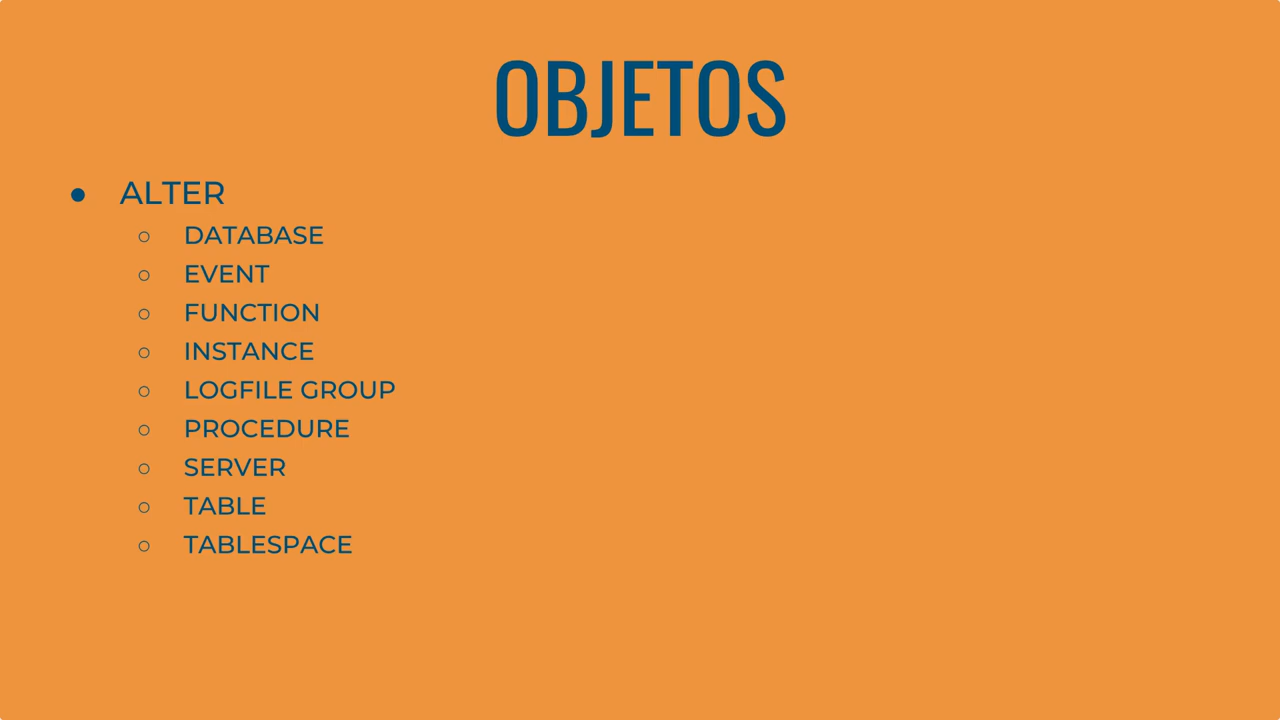 OBJETOS
● ALTER
○ DATABASE
○ EVENT
○ FUNCTION
○ INSTANCE
○ LOGFILE GROUP
○ PROCEDURE
○ SERVER
○ TABLE
○ TABLESPACE